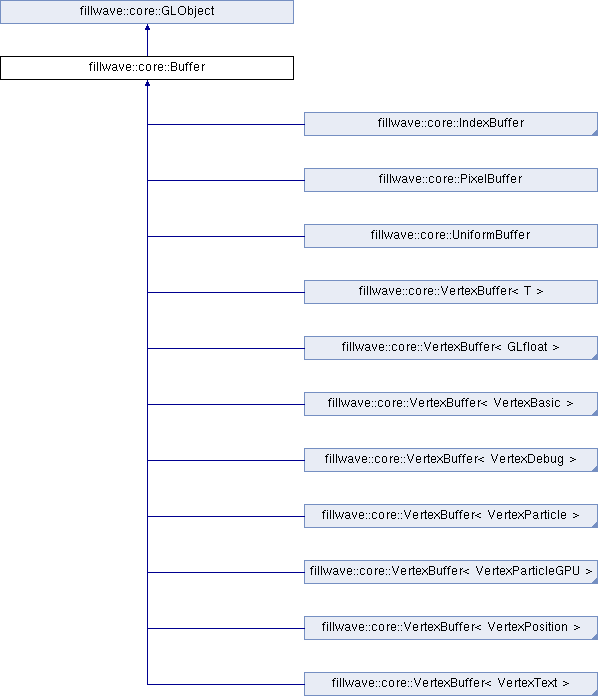 fillwave::core::GLObject
fillwave::core::Buffer
fillwave::core::IndexBuffer
fillwave::core::PixelBuffer
fillwave::core::UniformBuffer
fillwave::core::VertexBuffer< T >
fillwave::core::VertexBuffer< GLfloat >
fillwave::core::VertexBuffer< VertexBasic >
fillwave::core::VertexBuffer< VertexDebug >
fillwave::core::VertexBuffer< VertexParticle >
fillwave::core::VertexBuffer< VertexParticleGPU >
fillwave::core::VertexBuffer< VertexPosition >
fillwave::core::VertexBuffer< VertexText >